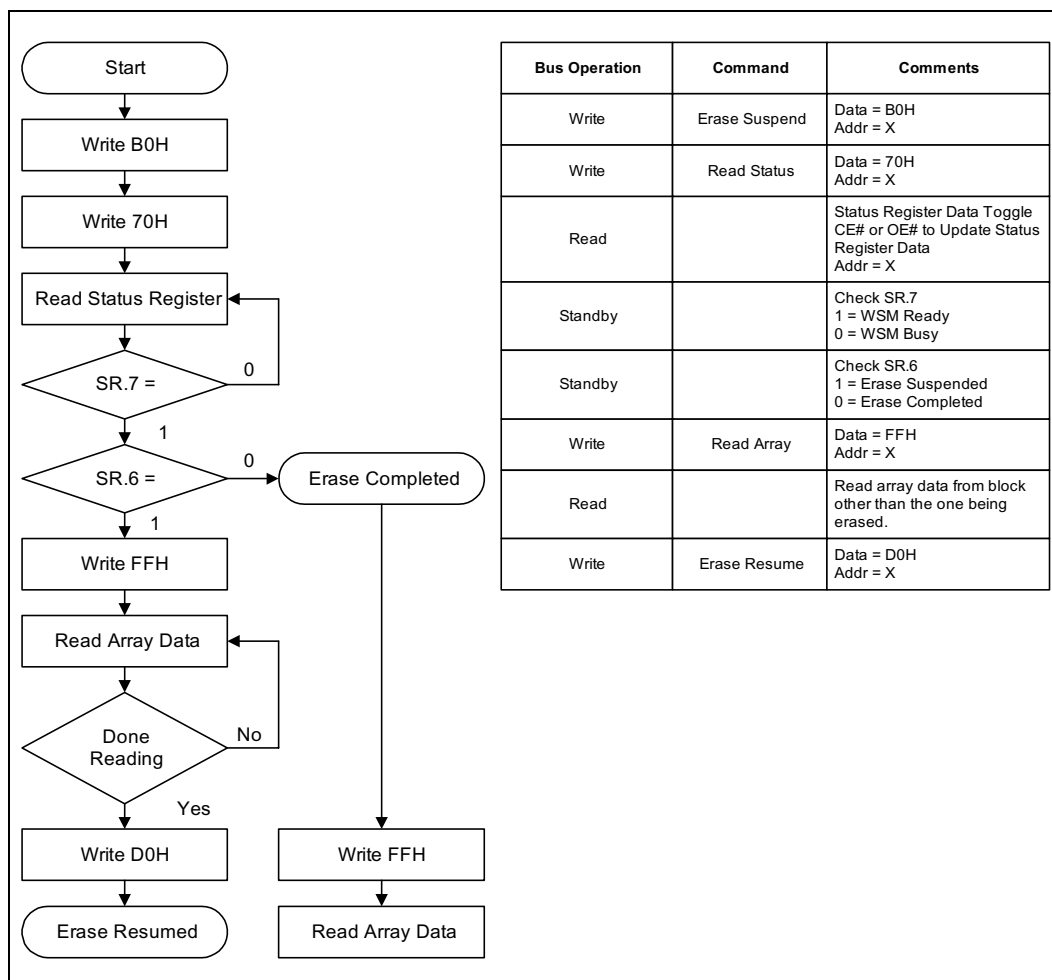 Start
Write B0H
Write 70H
Read Status Register
0
SR.7 =
1
0
SR.6 =
Erase Completed
1
Write FFH
Read Array Data
Done
Reading
No
Yes
Write D0H
Write FFH
Erase Resumed
Read Array Data
Bus Operation Command Comments
Write Erase Suspend Data = B0H
Addr = X
Write Read Status Data = 70H
Addr = X
Status Register Data Toggle
CE# or OE# to Update Status
Read Register Data
Addr = X
Check SR.7
Standby 1 = WSM Ready
0 = WSM Busy
Check SR.6
Standby 1 = Erase Suspended
0 = Erase Completed
Write Read Array Data = FFH
Addr = X
Read array data from block
Read other than the one being
erased.
Write Erase Resume Data = D0H
Addr = X